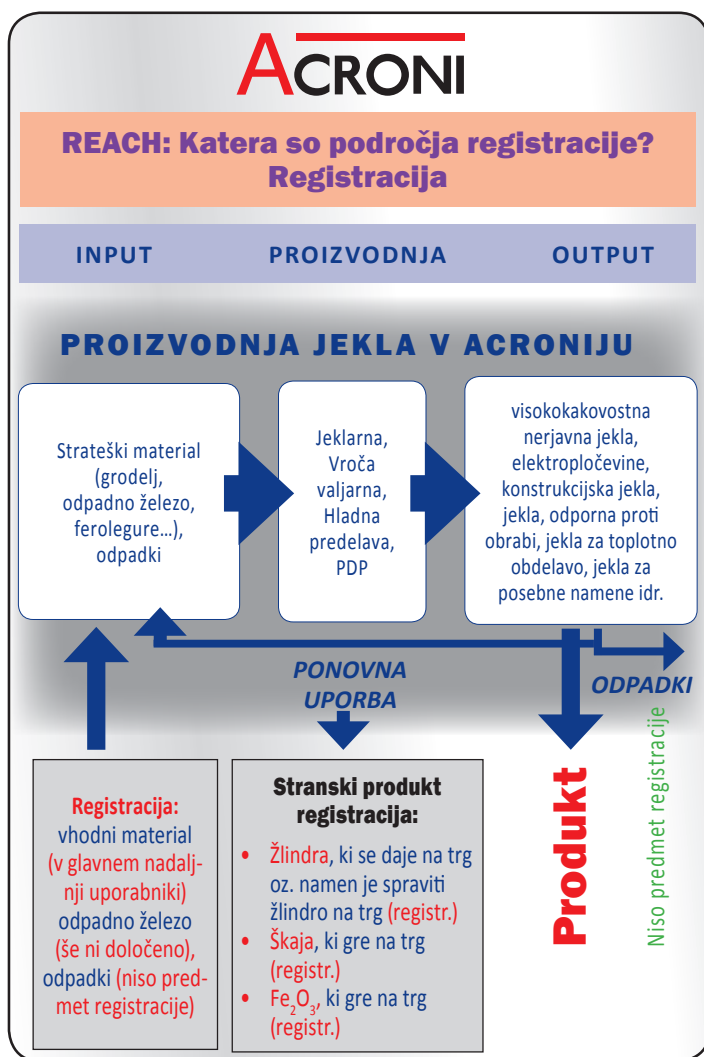 ACRONI
REACH: Katera so področja registracije?
Registracija
INPUT
PROIZVODNJA
OUTPUT
PROIZVODNJA JEKLA V ACRONIJU
Strateški material
(grodelj,
odpadno železo,
ferolegure...),
odpadki
Jeklarna,
Vroča
valjarna,
Hladna
predelava,
PDP
visokokakovostna
nerjavna jekla,
elektropločevine,
konstrukcijska jekla,
jekla, odporna proti
obrabi, jekla za toplotno
obdelavo, jekla za
posebne namene idr.
PONOVNA
UPORBA
ODPADKI
Registracija:
vhodni material
(v glavnem nadalj-
nji uporabniki)
odpadno železo
(še ni določeno),
odpadki (niso pred-
met registracije)
Stranski produkt
registracija:
• Žlindra, ki se daje na trg
oz. namen je spraviti
žlindro na trg (registr.)
• Škaja, ki gre na trg
(registr.)
• Fe₂O₃, ki gre na trg
(registr.)
Produkt
Niso predmet registracije